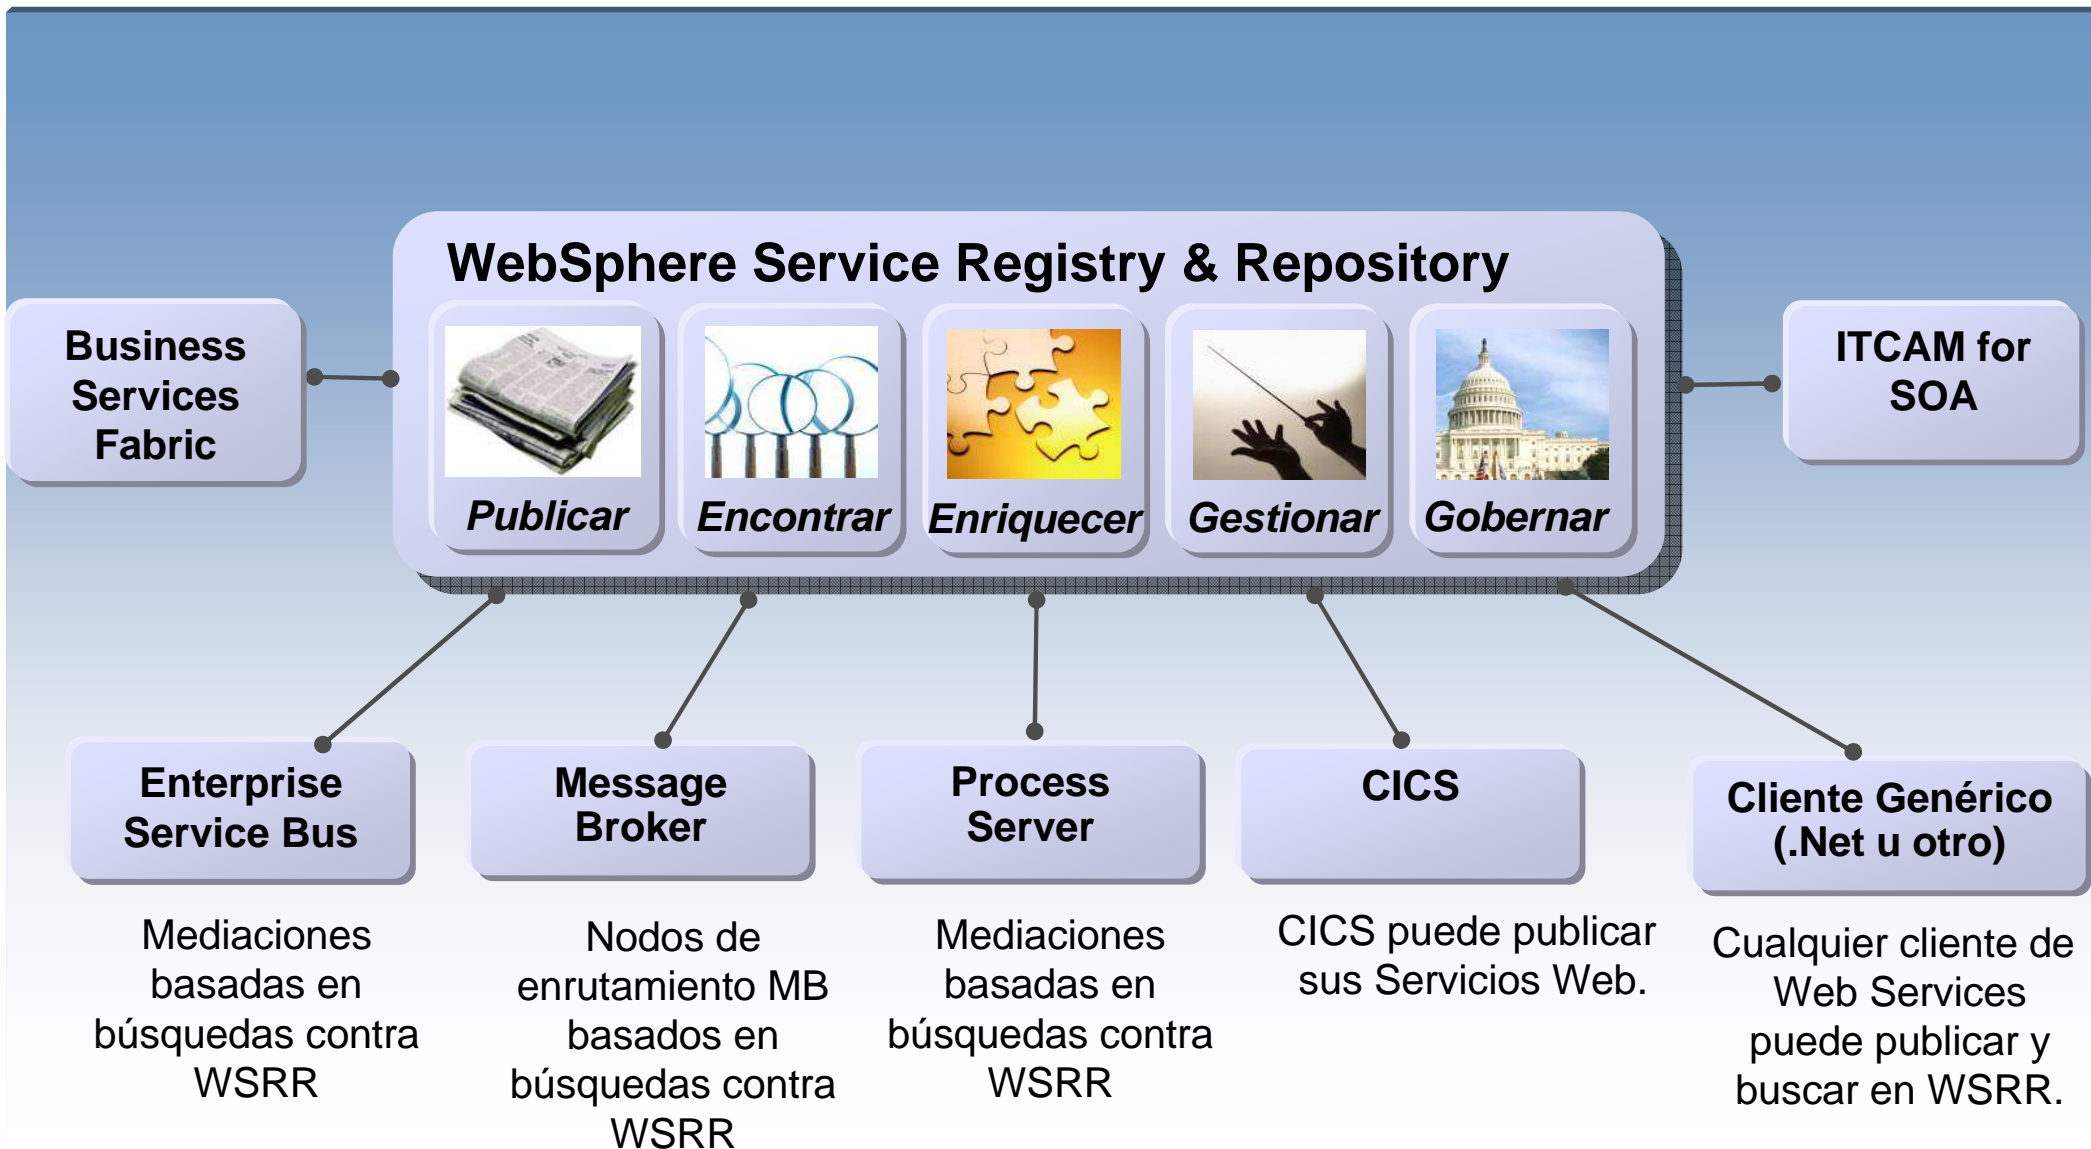 WebSphere Service Registry & Repository
Business
Services
Fabric
Publicar
Encontrar
Enriquecer
Gestionar
Gobernar
ITCAM for
SOA
Enterprise
Service Bus
Mediaciones
basadas en
búsquedas contra
WSRR
Message
Broker
Nodos de
enrutamiento MB
basados en
búsquedas contra
WSRR
Process
Server
Mediaciones
basadas en
búsquedas contra
WSRR
CICS
CICS puede publicar
sus Servicios Web.
Cliente Genérico
(.Net u otro)
Cualquier cliente de
Web Services
puede publicar y
buscar en WSRR.